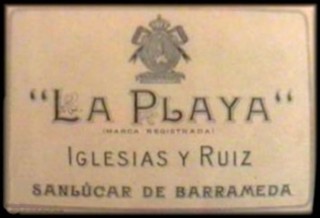 "LA PLAYA"
(MARCA REGISTRADA)
IGLESIAS Y RUIZ
SANLÚCAR DE BARRAMEDA